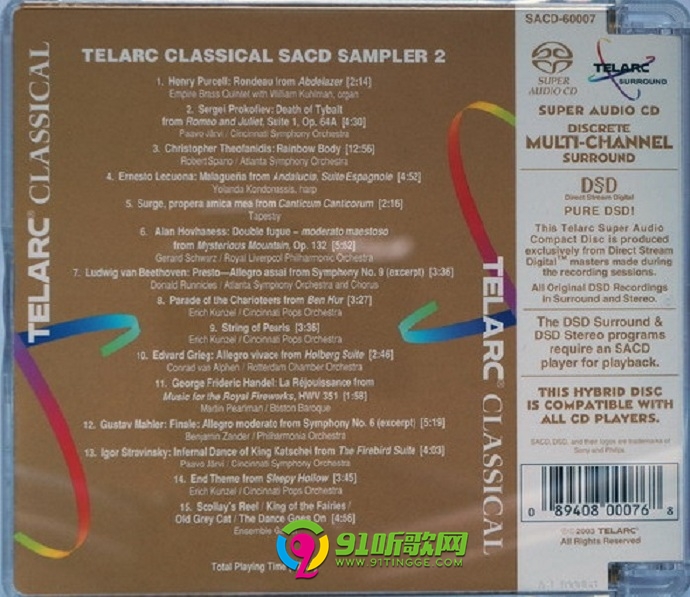 TELARC CLASSICAL SACD SAMPLER 2
1. Henry Purcell: Rondeau from Abdelazer [2:14]
Empire Brass Quintet with William Kuhlman, organ
2. Sergei Prokofiev: Death of Tybalt
from Romeo and Juliet, Suite 1, Op. 64A [4:30]
Paavo Järvi / Cincinnati Symphony Orchestra
3. Christopher Theofanidis: Rainbow Body [12:56]
Robert Spano / Atlanta Symphony Orchestra
4. Ernesto Lecuona: Malagueña from Andalucia, Suite Espagnole [4:52]
Yolanda Kondonassis, harp
5. Surge, propera amica mea from Canticum Canticorum [2:16]
Tapestry
6. Alan Hovhaness: Double fugue – moderato maestoso
from Mysterious Mountain, Op. 132 [5:52]
Gerard Schwarz / Royal Liverpool Philharmonic Orchestra
7. Ludwig van Beethoven: Presto—Allegro assai from Symphony No. 9 (excerpt) [3:36]
Donald Runnicles / Atlanta Symphony Orchestra and Chorus
8. Parade of the Charioteers from Ben Hur [3:27]
Erich Kunzel / Cincinnati Pops Orchestra
9. String of Pearls [3:36]
Erich Kunzel / Cincinnati Pops Orchestra
10. Edvard Grieg: Allegro vivace from Holberg Suite [2:46]
Conrad van Alphen / Rotterdam Chamber Orchestra
11. George Frideric Handel: La Réjouissance from
Music for the Royal Fireworks, HWV 351 [1:58]
Martin Pearlman / Boston Baroque
12. Gustav Mahler: Finale: Allegro moderato from Symphony No. 6 (excerpt) [5:19]
Benjamin Zander / Philharmonia Orchestra
13. Igor Stravinsky: Infernal Dance of King Katschei from The Firebird Suite [4:03]
Paavo Järvi / Cincinnati Symphony Orchestra
14. End Theme from Sleepy Hollow [3:45]
Erich Kunzel / Cincinnati Pops Orchestra
15. Scollay's Reel / King of the Fairies /
Old Grey Cat / The Dance Goes On [4:56]
Ensemble
Total Playing Time
TELARC® CLASSICAL
TELARC® CLASSICAL
SACD-60007
SUPER AUDIO CD
TELARC SURROUND
SUPER AUDIO CD
DISCRETE
MULTI-CHANNEL
SURROUND
DSD
Direct Stream Digital
PURE DSD!
This Telarc Super Audio
Compact Disc is produced
exclusively from Direct Stream
Digital™ masters made during
the recording sessions.
All Original DSD Recordings
in Surround and Stereo.
The DSD Surround &
DSD Stereo programs
require an SACD
player for playback.
THIS HYBRID DISC
IS COMPATIBLE WITH
ALL CD PLAYERS.
SACD, DSD, and their logos are trademarks of
Sony and Philips.
0 89408 00076 8
℗© 2003 TELARC®
All Rights Reserved
91听歌网
WWW.91TINGGE.COM